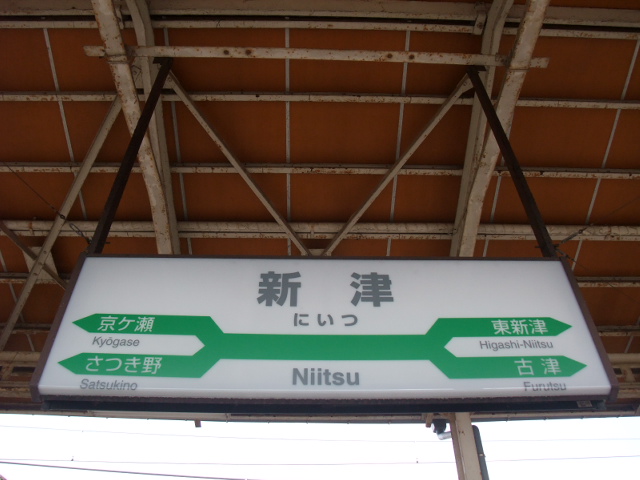 新津
にいつ
Niitsu
京ケ瀬
Kyōgase
さつき野
Satsukino
東新津
Higashi-Niitsu
古津
Furutsu